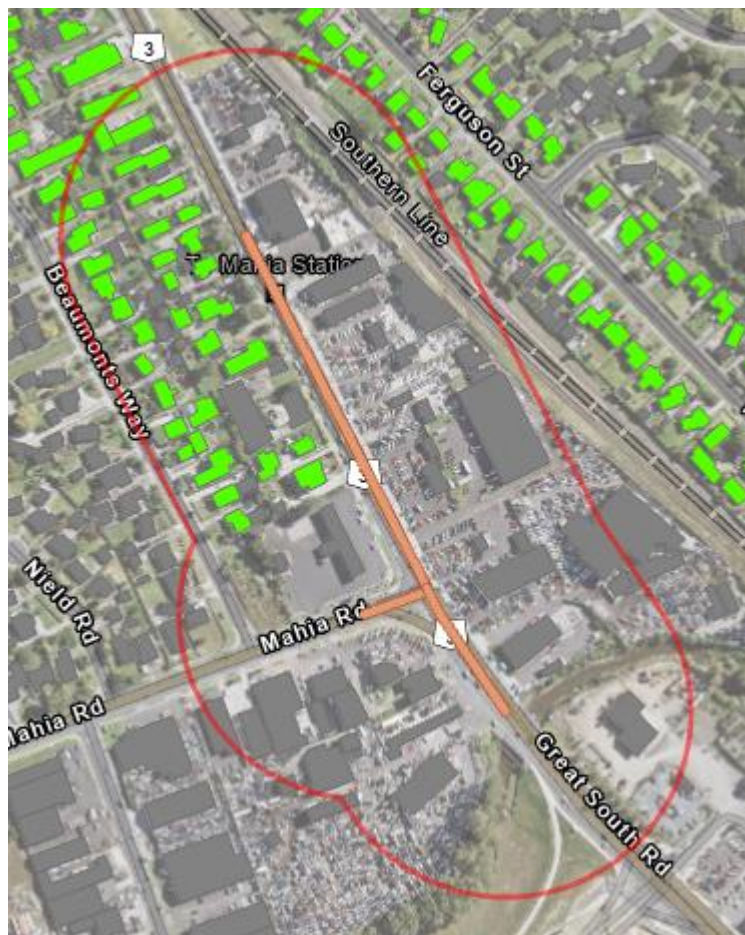 3
Ferguson St
Southern Line
Mahia Station
Beaumonts Way
Nield Rd
Mahia Rd
Mahia Rd
Great South Rd